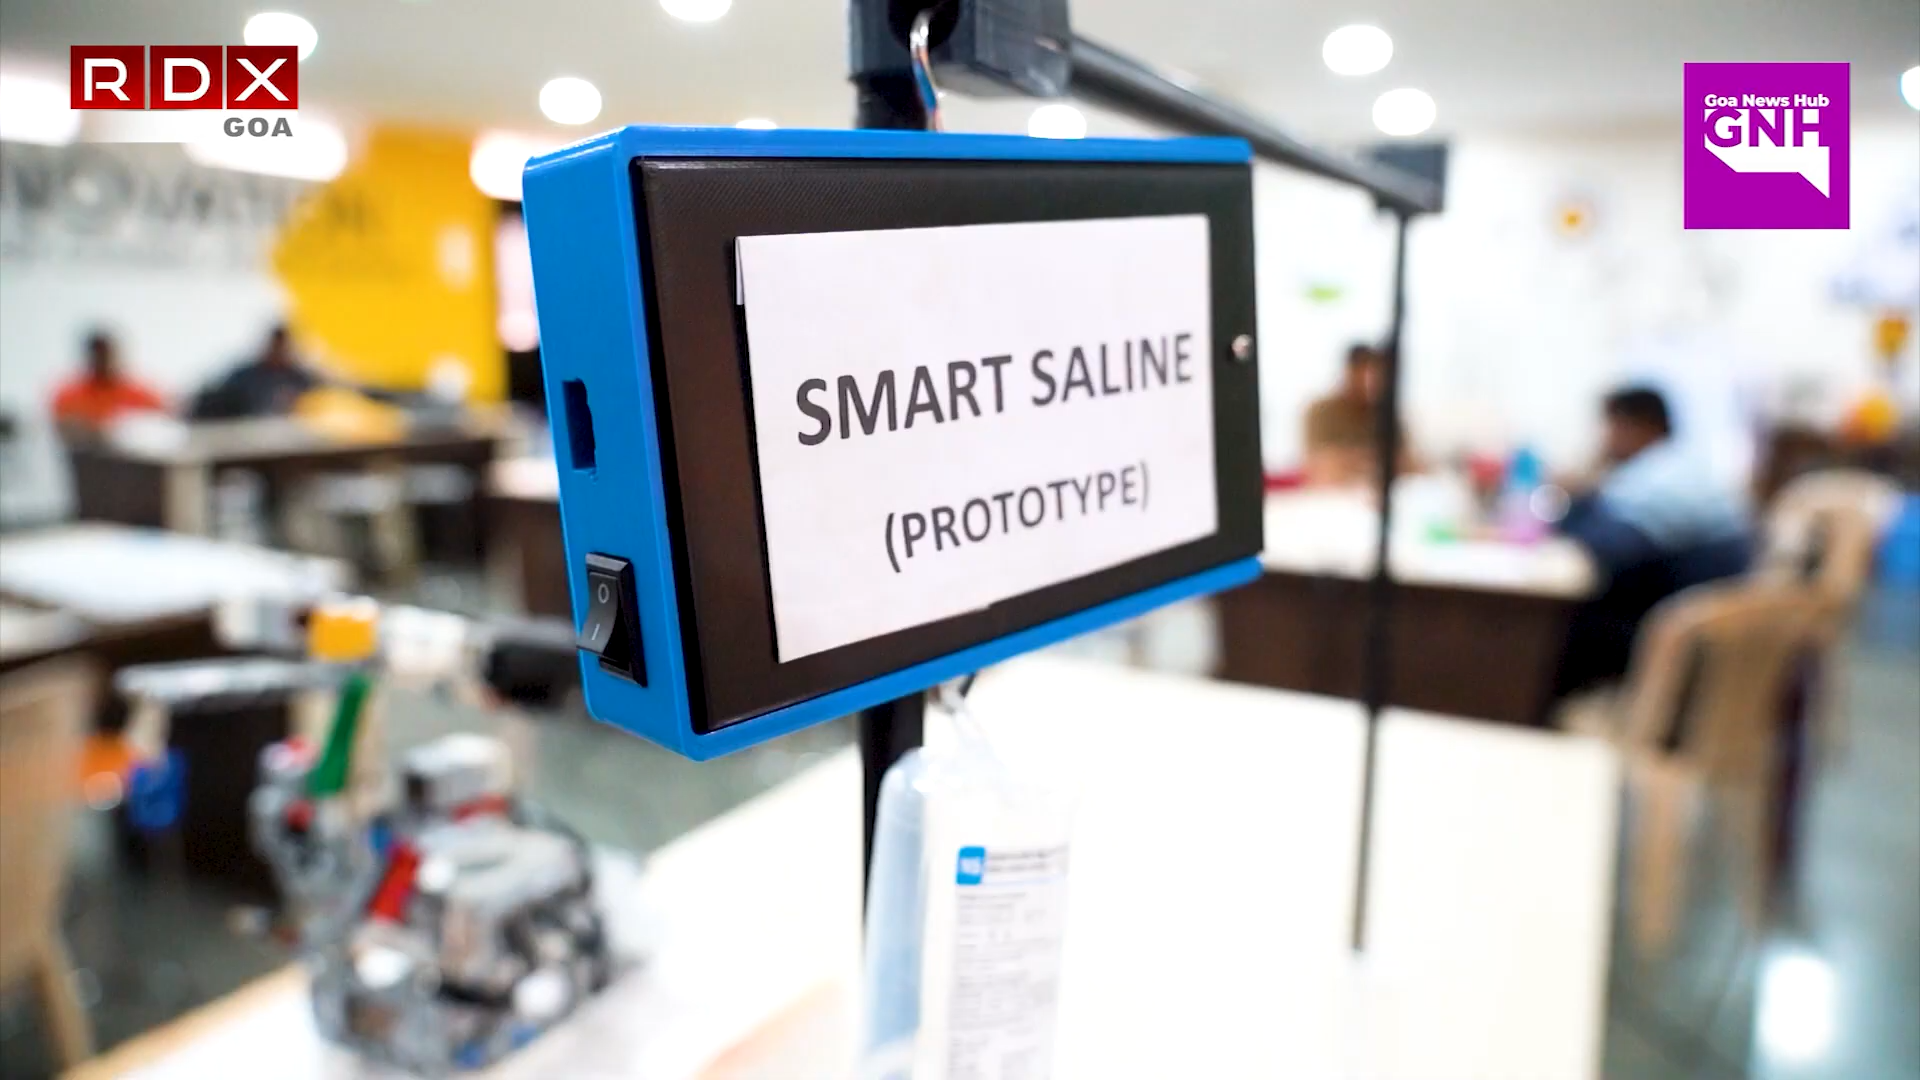 RDX
GOA
Goa News Hub
GNH
SMART SALINE
(PROTOTYPE)